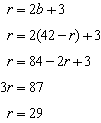 r = 2b + 3
r = 2(42 − r) + 3
r = 84 − 2r + 3
3r = 87
r = 29